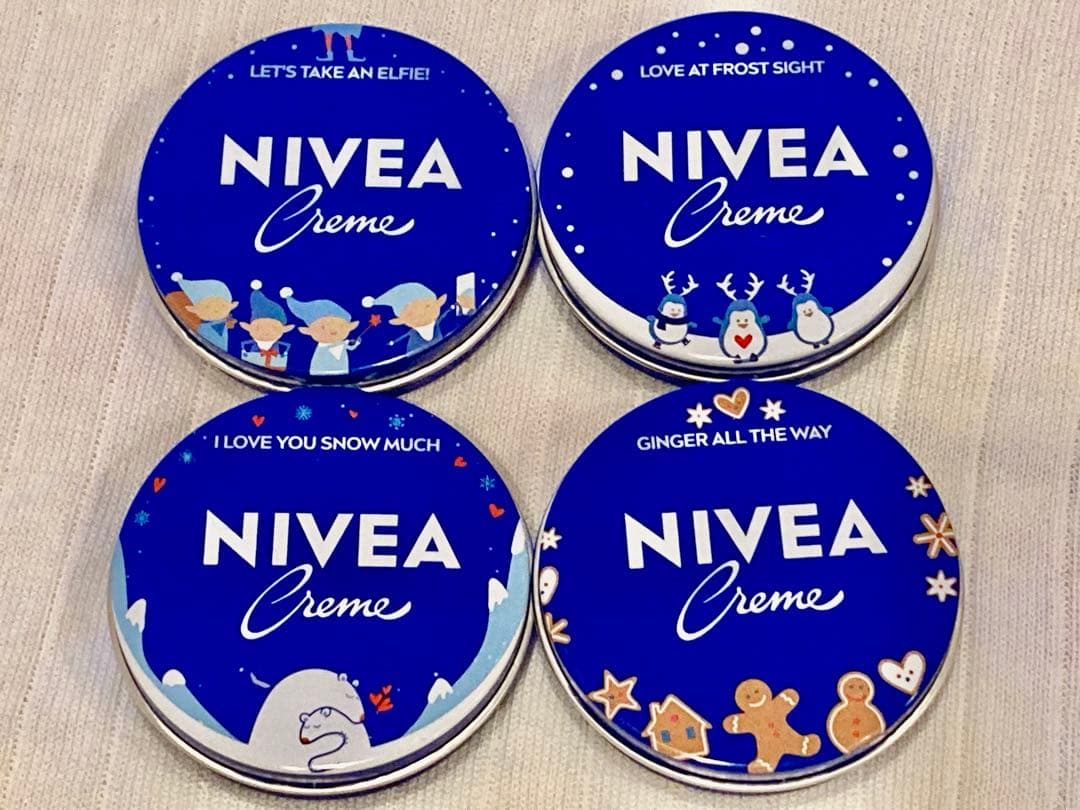 LET'S TAKE AN ELFIE!
NIVEA
Creme
LOVE AT FROST SIGHT
NIVEA
Creme
I LOVE YOU SNOW MUCH
NIVEA
Creme
GINGER ALL THE WAY
NIVEA
Creme